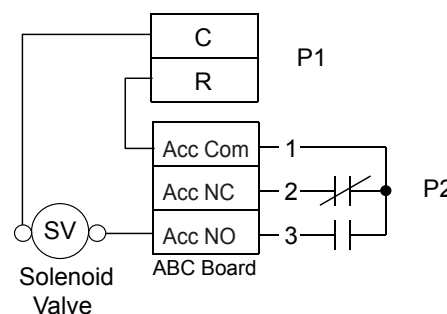 C
P1
R
Acc Com 1
Acc NC 2
P2
SV
Acc NO 3
ABC Board
Solenoid
Valve